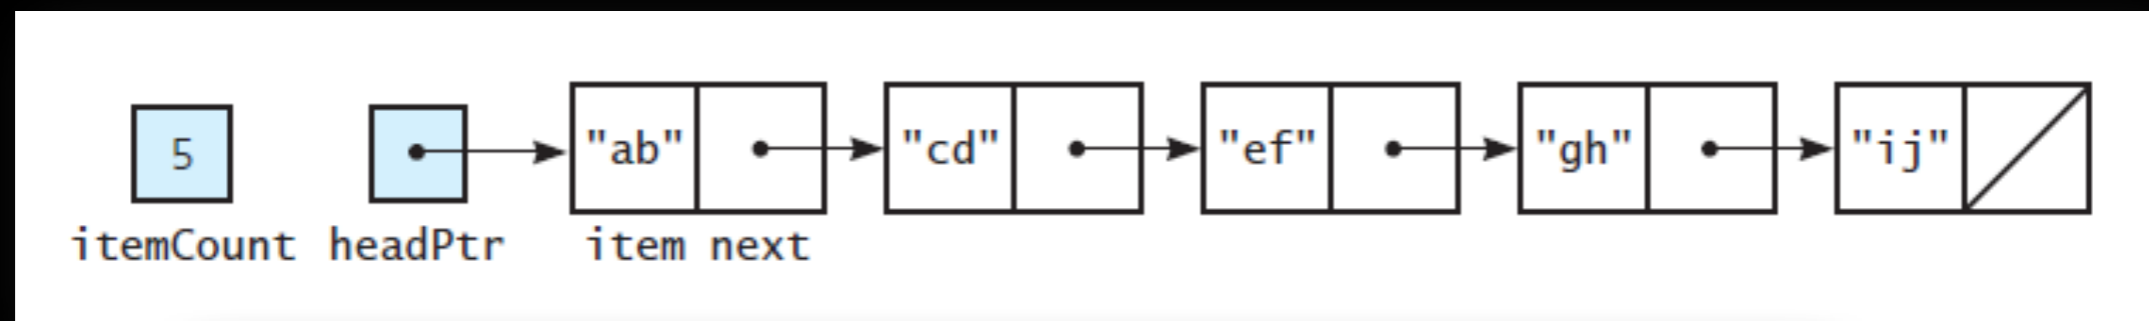 5 "ab" "cd" "ef" "gh" "ij"
itemCount headPtr item next